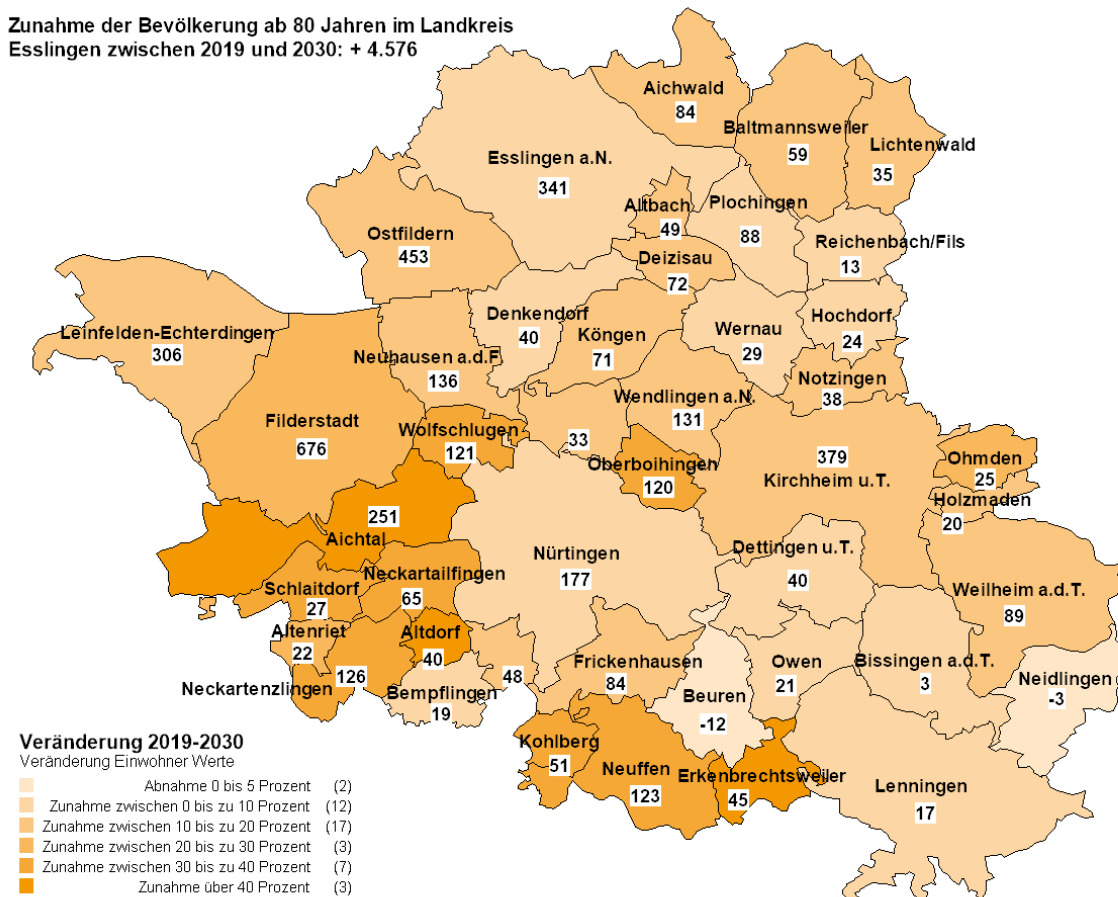 Zunahme der Bevölkerung ab 80 Jahren im Landkreis
Esslingen zwischen 2019 und 2030: + 4.576
Aichwald
84
Baltmannsweiler
59
Lichtenwald
35
Esslingen a.N.
341
Altbach
49
Plochingen
88
Reichenbach/Fils
13
Ostfildern
453
Deizisau
72
Leinfelden-Echterdingen
306
Denkendorf
40
Köngen
71
Wernau
29
Hochdorf
24
Neuhausen a.d.F.
136
Notzingen
38
Wendlingen a.N.
131
Filderstadt
676
Wolfschlugen
121
33
Oberboihingen
120
379
Kirchheim u.T.
Ohmden
25
Holzmaden
20
251
Aichtal
Nürtingen
177
Dettingen u.T.
40
Schlaitdorf
27
Neckartailfingen
65
Weilheim a.d.T.
89
Altenriet
22
Altdorf
40
Neckartenzlingen
126
Bempflingen
19
48
Frickenhausen
84
Beuren
-12
Owen
21
Bissingen a.d.T.
3
Neidlingen
-3
Kohlberg
51
Neuffen
123
Erkenbrechtsweiler
45
Lenningen
17
Veränderung 2019-2030
Veränderung Einwohner Werte
Abnahme 0 bis 5 Prozent (2)
Zunahme zwischen 0 bis zu 10 Prozent (12)
Zunahme zwischen 10 bis zu 20 Prozent (17)
Zunahme zwischen 20 bis zu 30 Prozent (3)
Zunahme zwischen 30 bis zu 40 Prozent (7)
Zunahme über 40 Prozent (3)